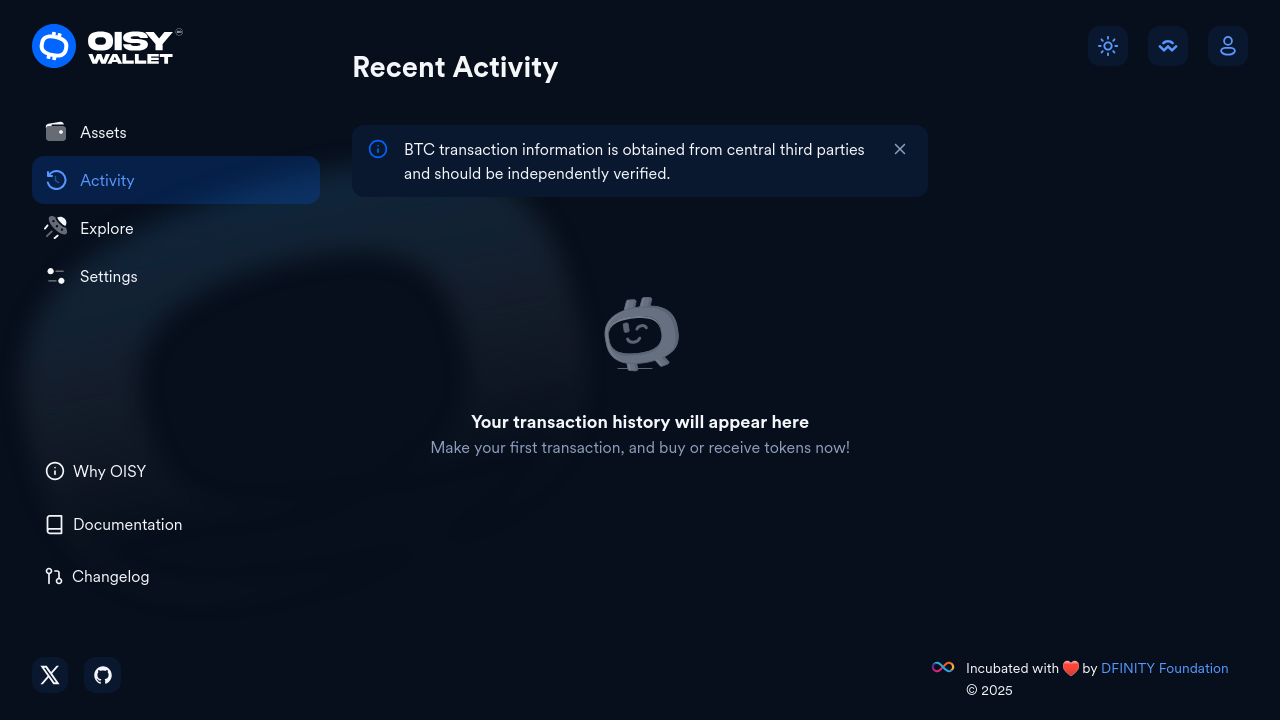 OISY
WALLET
Recent Activity
Assets
Activity
Explore
Settings
BTC transaction information is obtained from central third parties
and should be independently verified.
Your transaction history will appear here
Make your first transaction, and buy or receive tokens now!
Why OISY
Documentation
Changelog
Incubated with ❤️ by DFINITY Foundation
© 2025